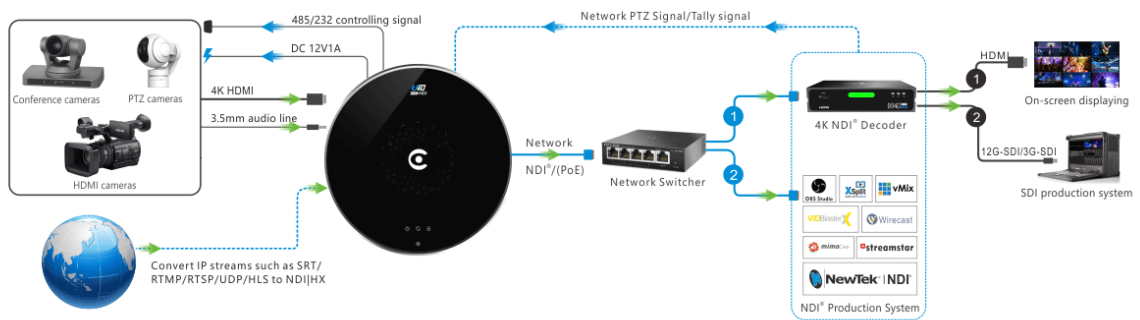 485/232 controlling signal
DC 12V1A
Conference cameras
PTZ cameras
HDMI cameras
4K HDMI
3.5mm audio line
Convert IP streams such as SRT/
RTMP/RTSP/UDP/HLS to NDI|HX
Network PTZ Signal/Tally signal
Network
NDI®/(PoE)
Network Switcher
1
2
4K NDI® Decoder
OBS Studio
XSplit
vMix
VIDBlasterX
Wirecast
mimoLive
streamstar
NewTek | NDI®
NDI® Production System
HDMI
1
On-screen displaying
2
12G-SDI/3G-SDI
SDI production system